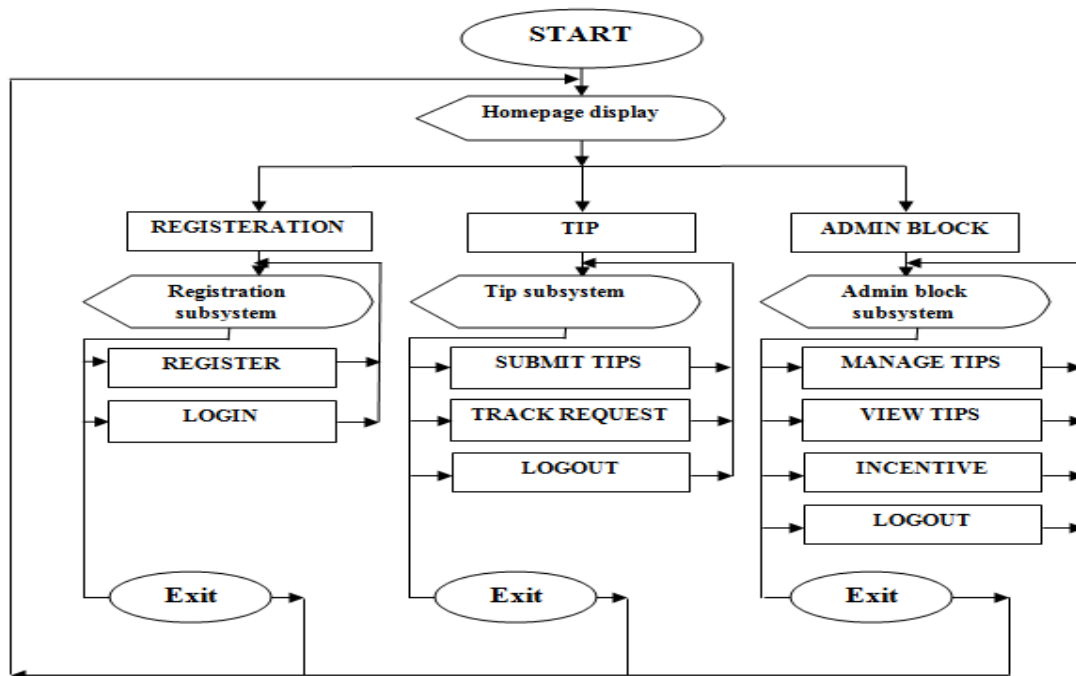 START
Homepage display
REGISTERATION
TIP
ADMIN BLOCK
Registration
subsystem
Tip subsystem
Admin block
subsystem
REGISTER
SUBMIT TIPS
MANAGE TIPS
LOGIN
TRACK REQUEST
VIEW TIPS
LOGOUT
INCENTIVE
LOGOUT
Exit
Exit
Exit